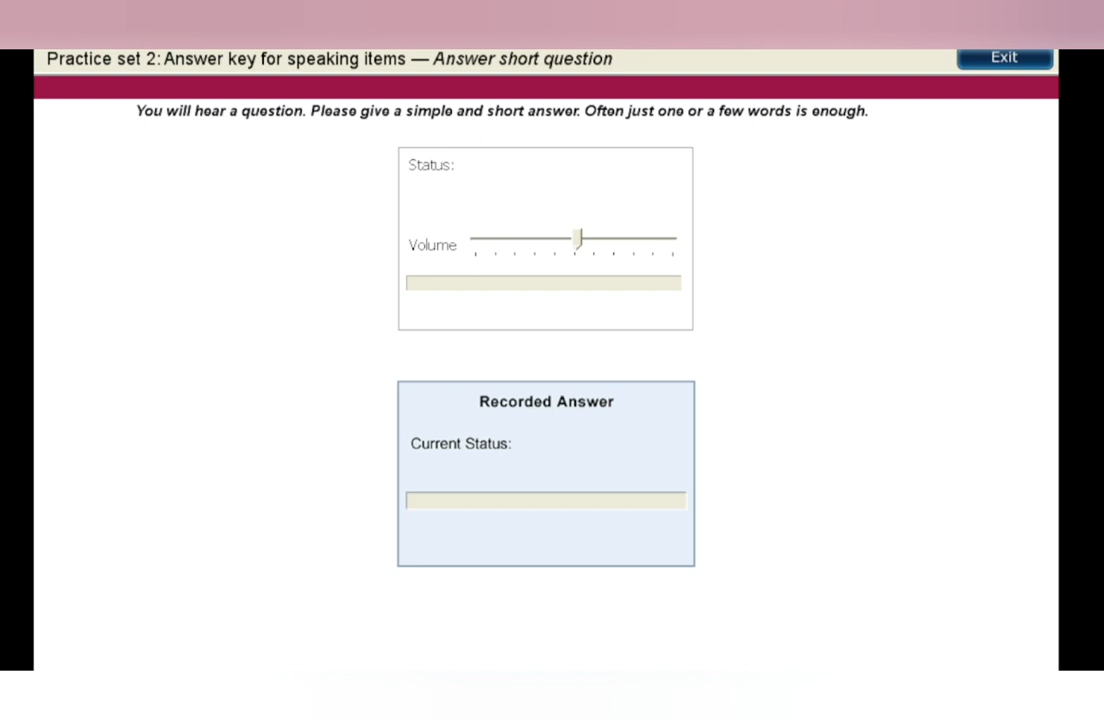 Practice set 2: Answer key for speaking items — Answer short question
Exit
You will hear a question. Please give a simple and short answer. Often just one or a few words is enough.
Status:
Volume
Recorded Answer
Current Status: